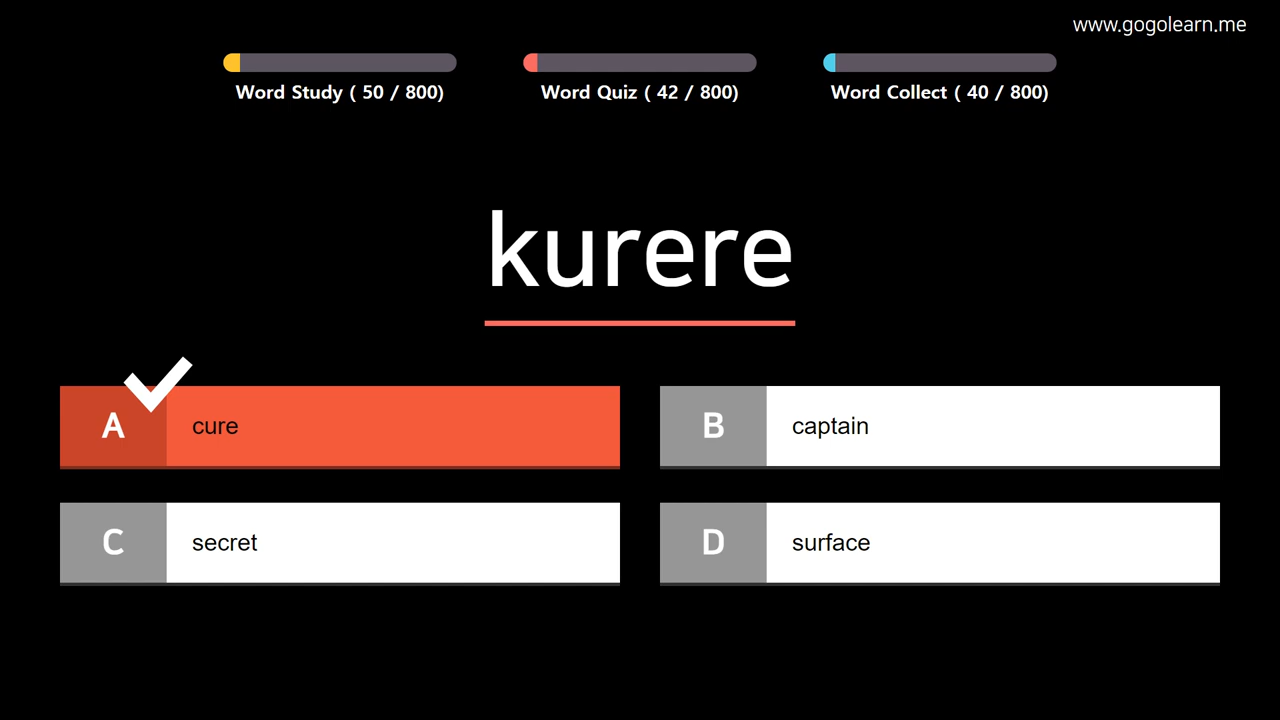 www.gogolearn.me
Word Study ( 50 / 800)
Word Quiz ( 42 / 800)
Word Collect ( 40 / 800)
kurere
A cure
B captain
C secret
D surface